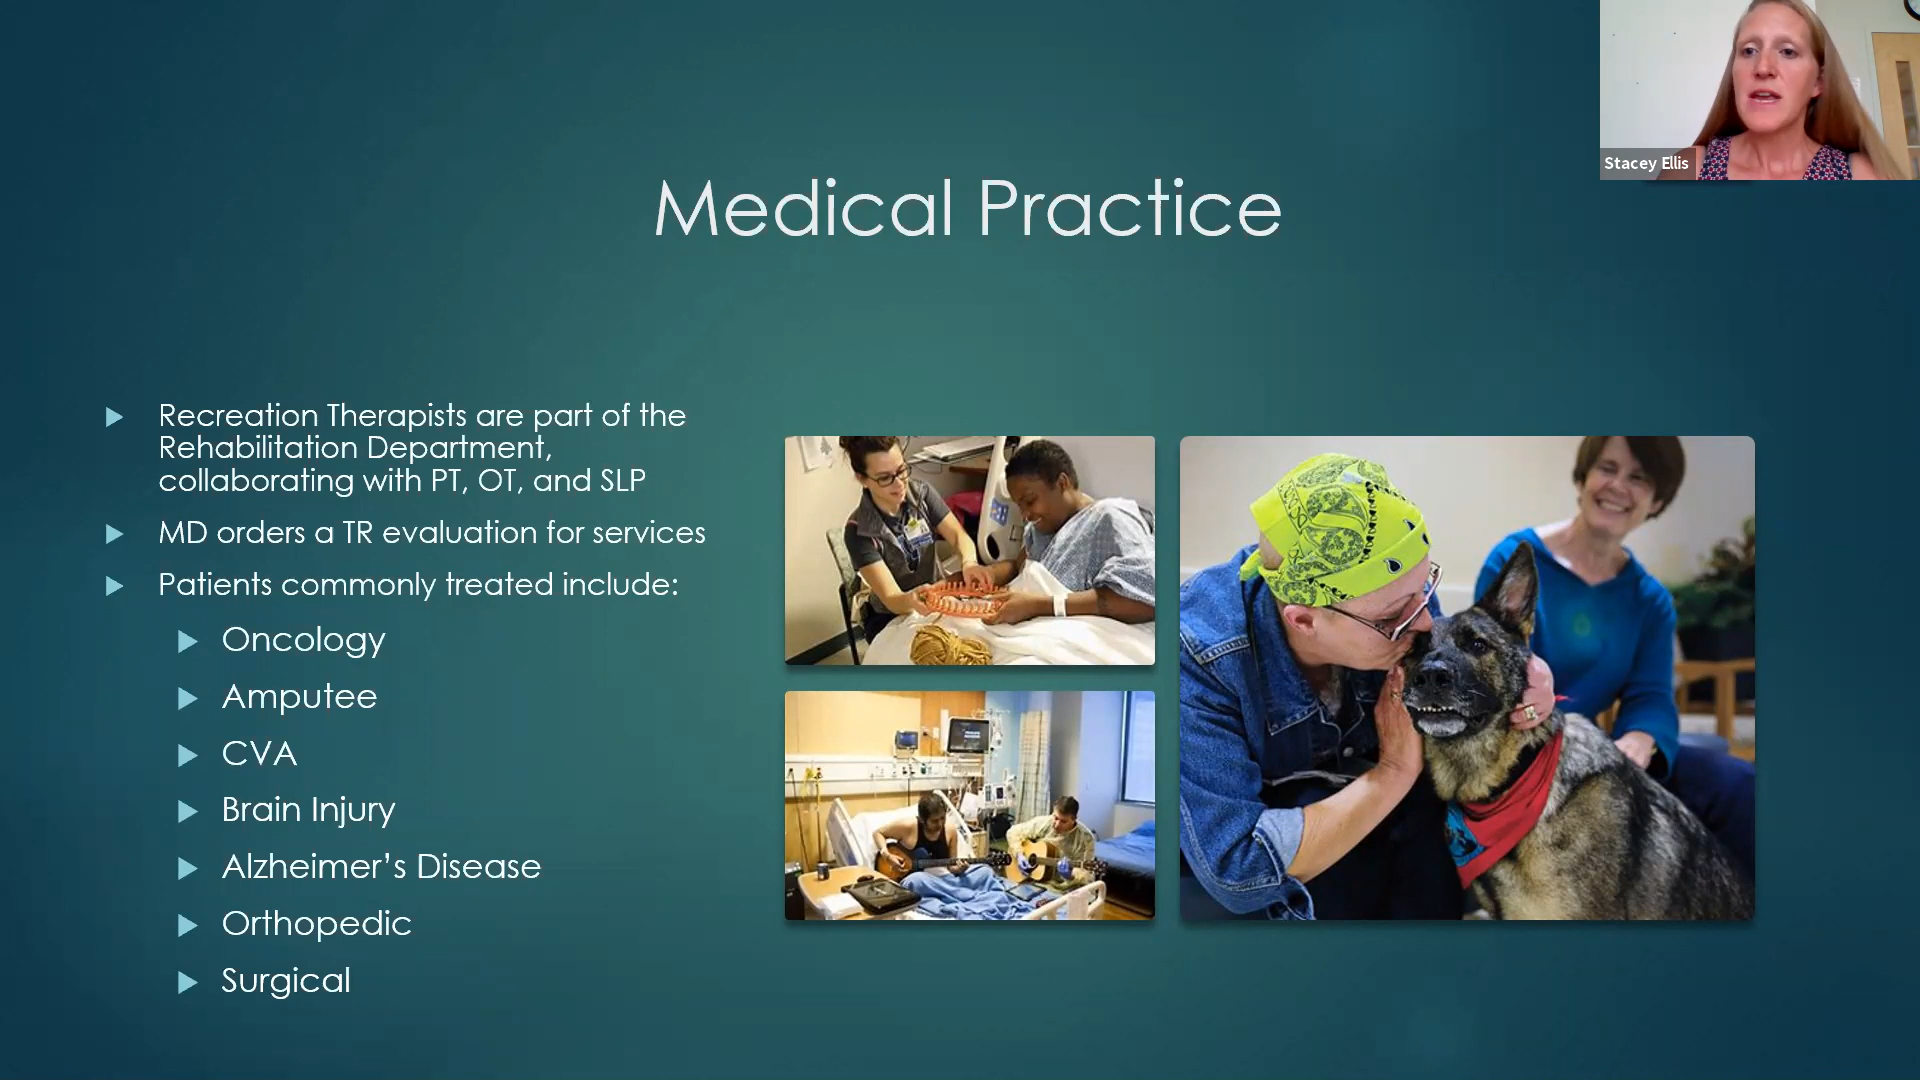 Stacey Ellis
Medical Practice
Recreation Therapists are part of the
Rehabilitation Department,
collaborating with PT, OT, and SLP
MD orders a TR evaluation for services
Patients commonly treated include:
Oncology
Amputee
CVA
Brain Injury
Alzheimer’s Disease
Orthopedic
Surgical